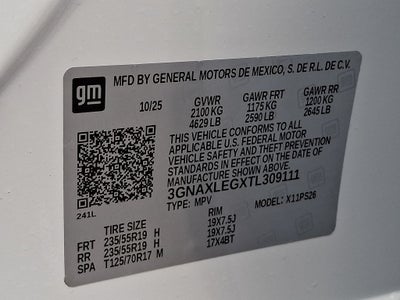 gm
MFD BY GENERAL MOTORS DE MEXICO, S. DE R.L. DE C.V.
10/25 GVWR GAWR FRT GAWR RR
2100 KG 1175 KG 1200 KG
4629 LB 2590 LB 2645 LB
THIS VEHICLE CONFORMS TO ALL
APPLICABLE U.S. FEDERAL MOTOR
VEHICLE SAFETY AND THEFT PREVENTION
STANDARDS IN EFFECT ON THE DATE OF
MANUFACTURE SHOWN ABOVE.
3GNAXLEGXTL309111
TYPE: MPV MODEL: X11PS26
241L
TIRE SIZE RIM
FRT 235/55R19 H 19X7.5J
RR 235/55R19 H 19X7.5J
SPA T125/70R17 M 17X4BT